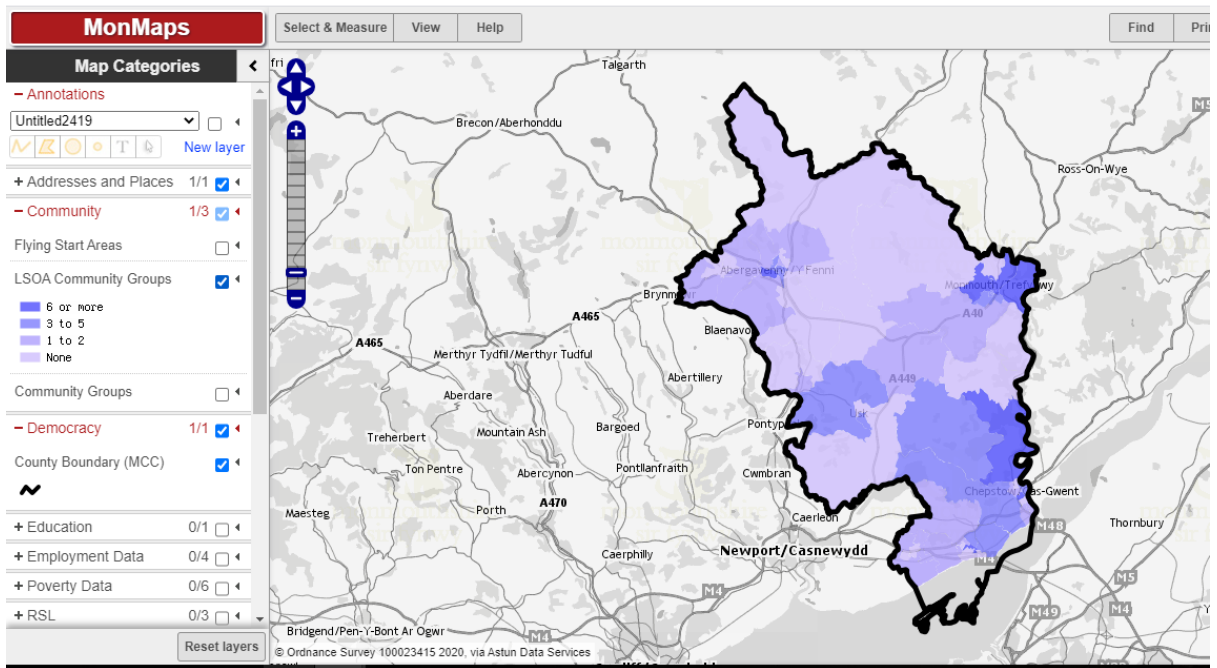 MonMaps
Select & Measure View Help
Find
Map Categories
− Annotations
Untitled2419
New layer
+ Addresses and Places 1/1
− Community 1/3
Flying Start Areas
LSOA Community Groups
6 or more
3 to 5
1 to 2
None
Community Groups
− Democracy 1/1
County Boundary (MCC)
+ Education 0/1
+ Employment Data 0/4
+ Poverty Data 0/6
+ RSL 0/3
Reset layers
Talgarth
M5
Brecon/Aberhonddu
Ross-On-Wye
Abergavenny/Y Fenni
Monmouth/Trefynwy
A465
A40
Blaenavo
A465
Merthyr Tydfil/Merthyr Tudful
Abertillery
A449
Aberdare
Usk
Treherbert
Mountain Ash
Bargoed
Pontyp
Ton Pentre
Abercynon
Pontllanfraith
Cwmbran
Maesteg
Porth
A470
Caerleon
M48
Thornbury
Newport/Casnewydd
Caerphilly
M4
M4
M5
M49
M4
Bridgend/Pen-Y-Bont Ar Ogwr
M4
© Ordnance Survey 100023415 2020, via Astun Data Services